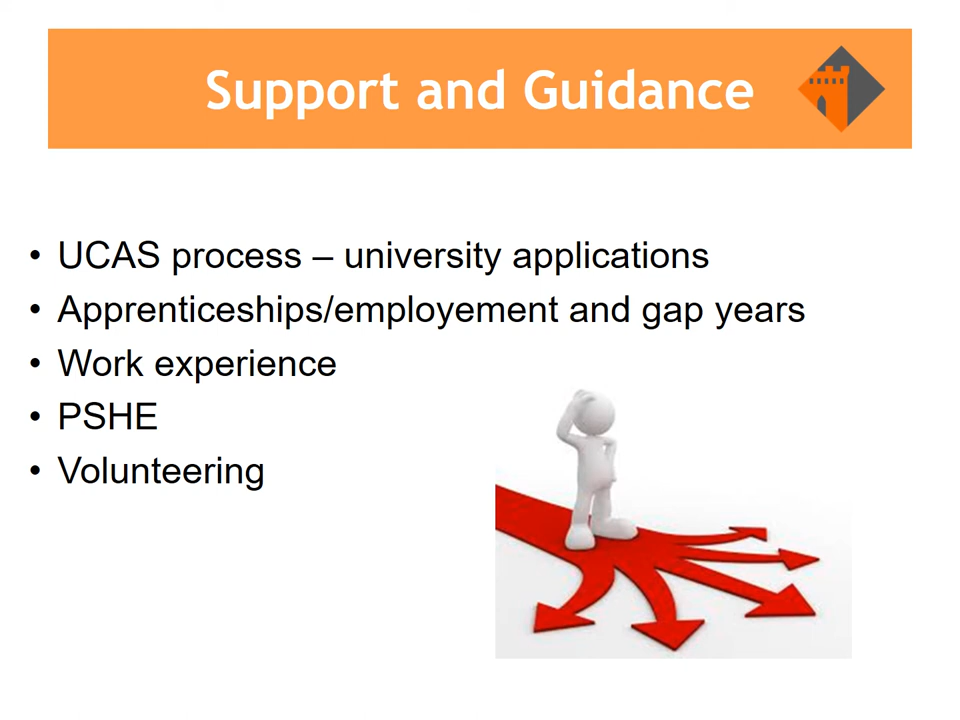 Support and Guidance
• UCAS process – university applications
• Apprenticeships/employement and gap years
• Work experience
• PSHE
• Volunteering